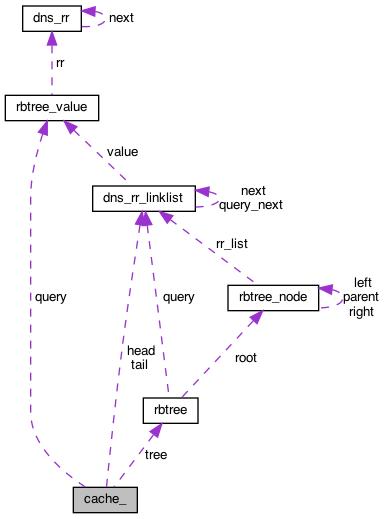 dns_rr
next
rr
rbtree_value
value
dns_rr_linklist
next
query_next
rr_list
query
query
rbtree_node
left
parent
right
head
tail
root
rbtree
tree
cache_